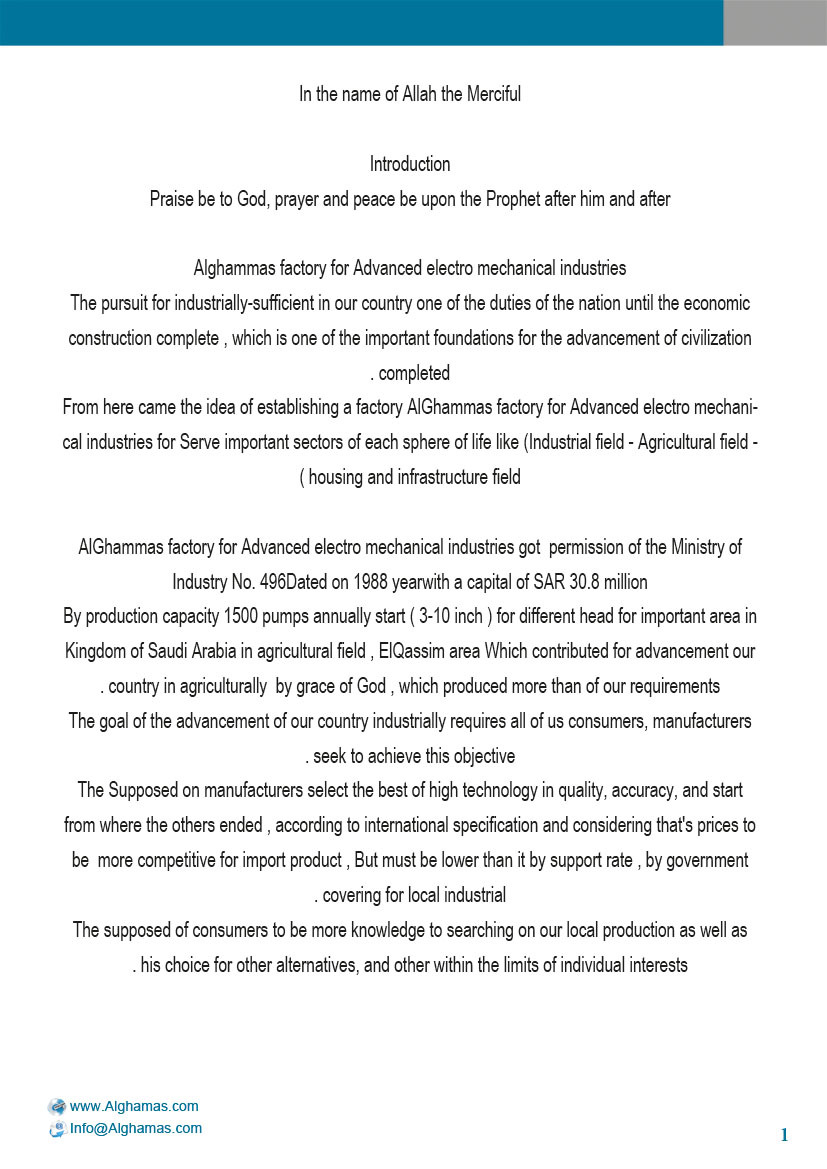 In the name of Allah the Merciful
Introduction
Praise be to God, prayer and peace be upon the Prophet after him and after
Alghammas factory for Advanced electro mechanical industries
The pursuit for industrially-sufficient in our country one of the duties of the nation until the economic
construction complete , which is one of the important foundations for the advancement of civilization
. completed
From here came the idea of establishing a factory AlGhammas factory for Advanced electro mechani-
cal industries for Serve important sectors of each sphere of life like (Industrial field - Agricultural field -
( housing and infrastructure field
AlGhammas factory for Advanced electro mechanical industries got  permission of the Ministry of
Industry No. 496Dated on 1988 yearwith a capital of SAR 30.8 million
By production capacity 1500 pumps annually start ( 3-10 inch ) for different head for important area in
Kingdom of Saudi Arabia in agricultural field , ElQassim area Which contributed for advancement our
. country in agriculturally  by grace of God , which produced more than of our requirements
The goal of the advancement of our country industrially requires all of us consumers, manufacturers
. seek to achieve this objective
The Supposed on manufacturers select the best of high technology in quality, accuracy, and start
from where the others ended , according to international specification and considering that's prices to
be  more competitive for import product , But must be lower than it by support rate , by government
. covering for local industrial
The supposed of consumers to be more knowledge to searching on our local production as well as
. his choice for other alternatives, and other within the limits of individual interests
www.Alghamas.com
Info@Alghamas.com
1